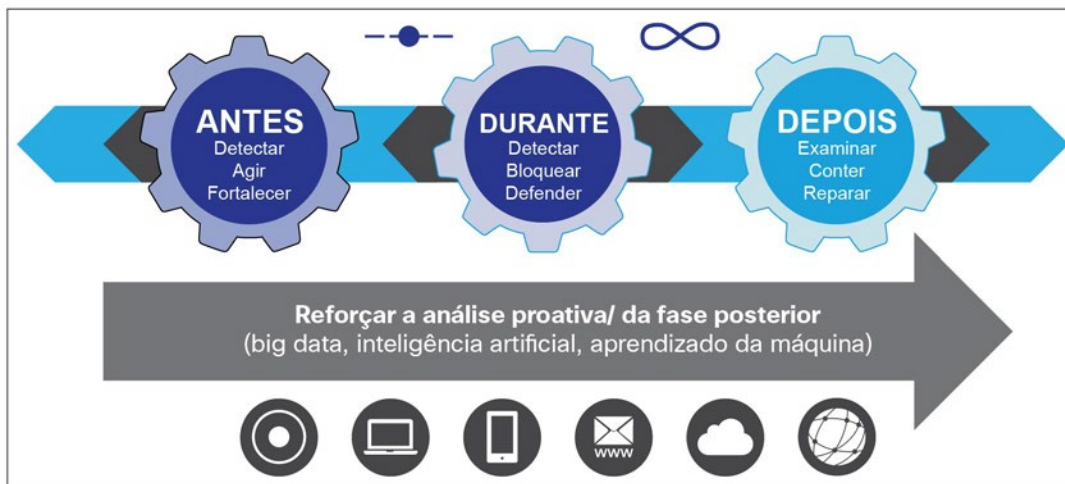 ANTES
Detectar
Agir
Fortalecer
DURANTE
Detectar
Bloquear
Defender
DEPOIS
Examinar
Conter
Reparar
Reforçar a análise proativa/ da fase posterior
(big data, inteligência artificial, aprendizado da máquina)
www